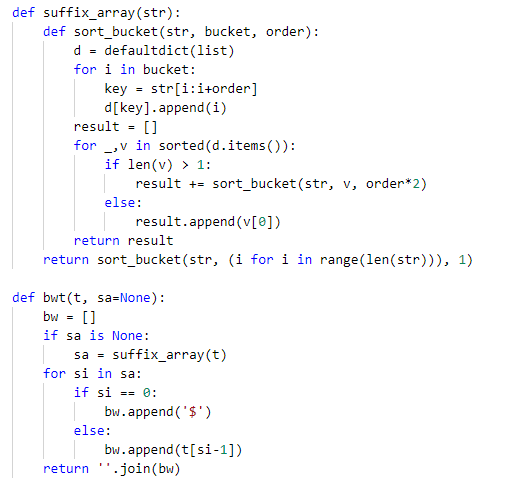 def suffix_array(str):
    def sort_bucket(str, bucket, order):
        d = defaultdict(list)
        for i in bucket:
            key = str[i:i+order]
            d[key].append(i)
        result = []
        for _,v in sorted(d.items()):
            if len(v) > 1:
                result += sort_bucket(str, v, order*2)
            else:
                result.append(v[0])
        return result
    return sort_bucket(str, (i for i in range(len(str))), 1)

def bwt(t, sa=None):
    bw = []
    if sa is None:
        sa = suffix_array(t)
    for si in sa:
        if si == 0:
            bw.append('$')
        else:
            bw.append(t[si-1])
    return ''.join(bw)